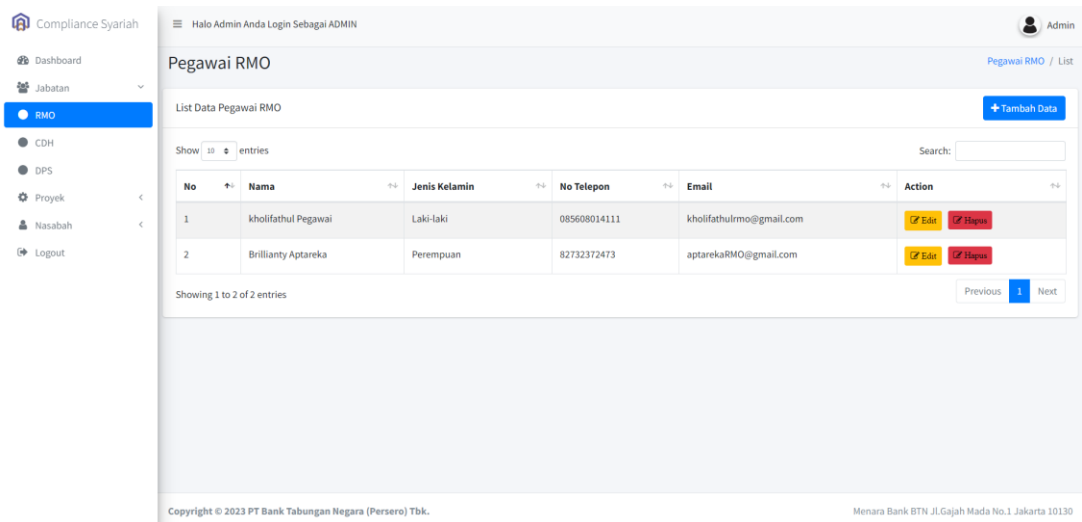 Compliance Syariah
Halo Admin Anda Login Sebagai ADMIN
Admin
Dashboard
Jabatan
RMO
CDH
DPS
Proyek
Nasabah
Logout
Pegawai RMO
Pegawai RMO / List
List Data Pegawai RMO
Tambah Data
Show 10 entries
Search:
No Nama Jenis Kelamin No Telepon Email Action
1 kholifathul Pegawai Laki-laki 085608014111 kholifathulrmo@gmail.com Edit Hapus
2 Brillianty Aptareka Perempuan 82732372473 aptarekaRMO@gmail.com Edit Hapus
Showing 1 to 2 of 2 entries
Previous 1 Next
Copyright © 2023 PT Bank Tabungan Negara (Persero) Tbk.
Menara Bank BTN Jl.Gajah Mada No.1 Jakarta 10130